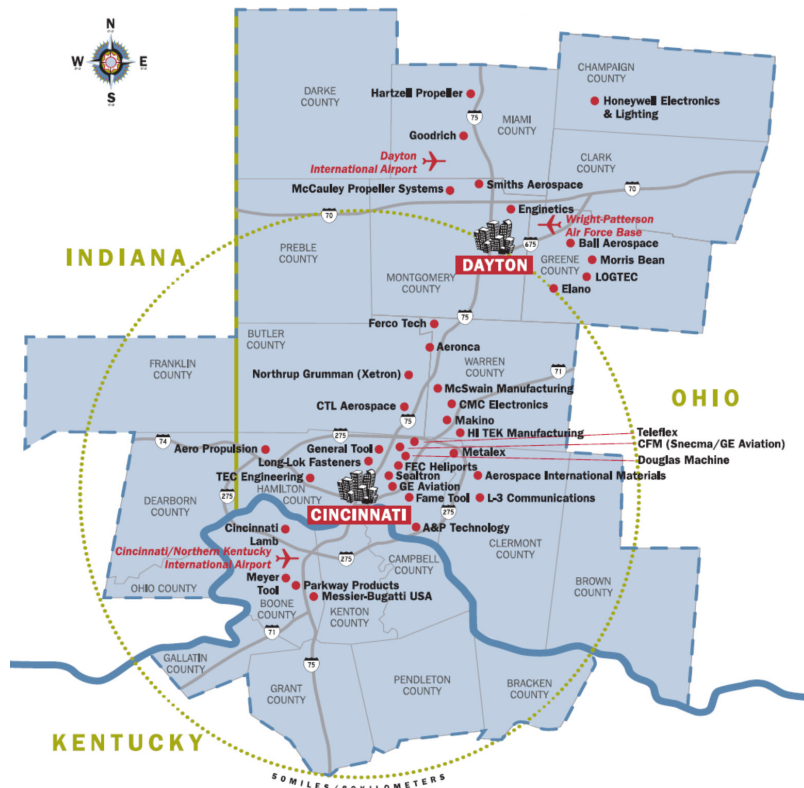 N
W
E
S
CHAMPAIGN
COUNTY
DARKE
COUNTY
Hartzell Propeller
Honeywell Electronics
& Lighting
75
MIAMI
COUNTY
Goodrich
Dayton
International Airport
CLARK
COUNTY
Smiths Aerospace
McCauley Propeller Systems
70
Enginetics
70
Wright-Patterson
Air Force Base
PREBLE
COUNTY
675
Ball Aerospace
INDIANA
DAYTON
GREENE
COUNTY
Morris Bean
MONTGOMERY
COUNTY
LOGTEC
Elano
75
Ferco Tech
BUTLER
COUNTY
Aeronca
FRANKLIN
COUNTY
WARREN
COUNTY
71
Northrup Grumman (Xetron)
McSwain Manufacturing
OHIO
CTL Aerospace
CMC Electronics
75
Makino
74
275
HI TEK Manufacturing
Teleflex
CFM (Snecma/GE Aviation)
Douglas Machine
Aero Propulsion
General Tool
Metalex
Long-Lok Fasteners
FEC Heliports
TEC Engineering
Sealtron
Aerospace International Materials
HAMILTON
COUNTY
GE Aviation
DEARBORN
COUNTY
275
Fame Tool
L-3 Communications
CINCINNATI
275
Cincinnati
Lamb
A&P Technology
CLERMONT
COUNTY
Cincinnati/Northern Kentucky
International Airport
275
CAMPBELL
COUNTY
BROWN
COUNTY
OHIO COUNTY
Meyer
Tool
Parkway Products
Messier-Bugatti USA
BOONE
COUNTY
KENTON
COUNTY
71
GALLATIN
COUNTY
75
GRANT
COUNTY
PENDLETON
COUNTY
BRACKEN
COUNTY
KENTUCKY
50 MILES/80 KILOMETERS